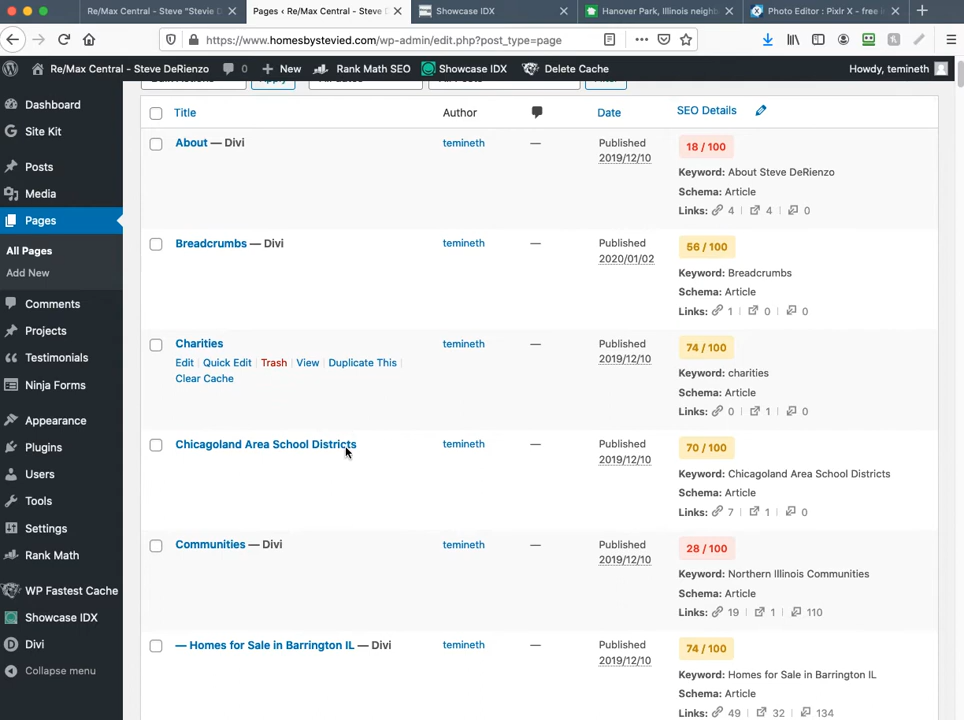 Re/Max Central - Steve "Stevie D
Pages ‹ Re/Max Central - Steve D
Showcase IDX
Hanover Park, Illinois neighb
Photo Editor : Pixlr X - free i
https://www.homesbystevied.com/wp-admin/edit.php?post_type=page
Re/Max Central - Steve DeRienzo 0 New Rank Math SEO Showcase IDX Delete Cache Howdy, temineth
Dashboard
Site Kit
Posts
Media
Pages
All Pages
Add New
Comments
Projects
Testimonials
Ninja Forms
Appearance
Plugins
Users
Tools
Settings
Rank Math
WP Fastest Cache
Showcase IDX
Divi
Collapse menu
Apply
Filter
Title Author Date SEO Details
About — Divi temineth — Published 18 / 100
2019/12/10
Keyword: About Steve DeRienzo
Schema: Article
Links: 4 | 4 | 0
Breadcrumbs — Divi temineth — Published 56 / 100
2020/01/02
Keyword: Breadcrumbs
Schema: Article
Links: 1 | 0 | 0
Charities temineth — Published 74 / 100
2019/12/10
Edit | Quick Edit | Trash | View | Duplicate This |
Clear Cache
Keyword: charities
Schema: Article
Links: 0 | 1 | 0
Chicagoland Area School Districts temineth — Published 70 / 100
2019/12/10
Keyword: Chicagoland Area School Districts
Schema: Article
Links: 7 | 1 | 0
Communities — Divi temineth — Published 28 / 100
2019/12/10
Keyword: Northern Illinois Communities
Schema: Article
Links: 19 | 1 | 110
— Homes for Sale in Barrington IL — Divi temineth — Published 74 / 100
2019/12/10
Keyword: Homes for Sale in Barrington IL
Schema: Article
Links: 49 | 32 | 134